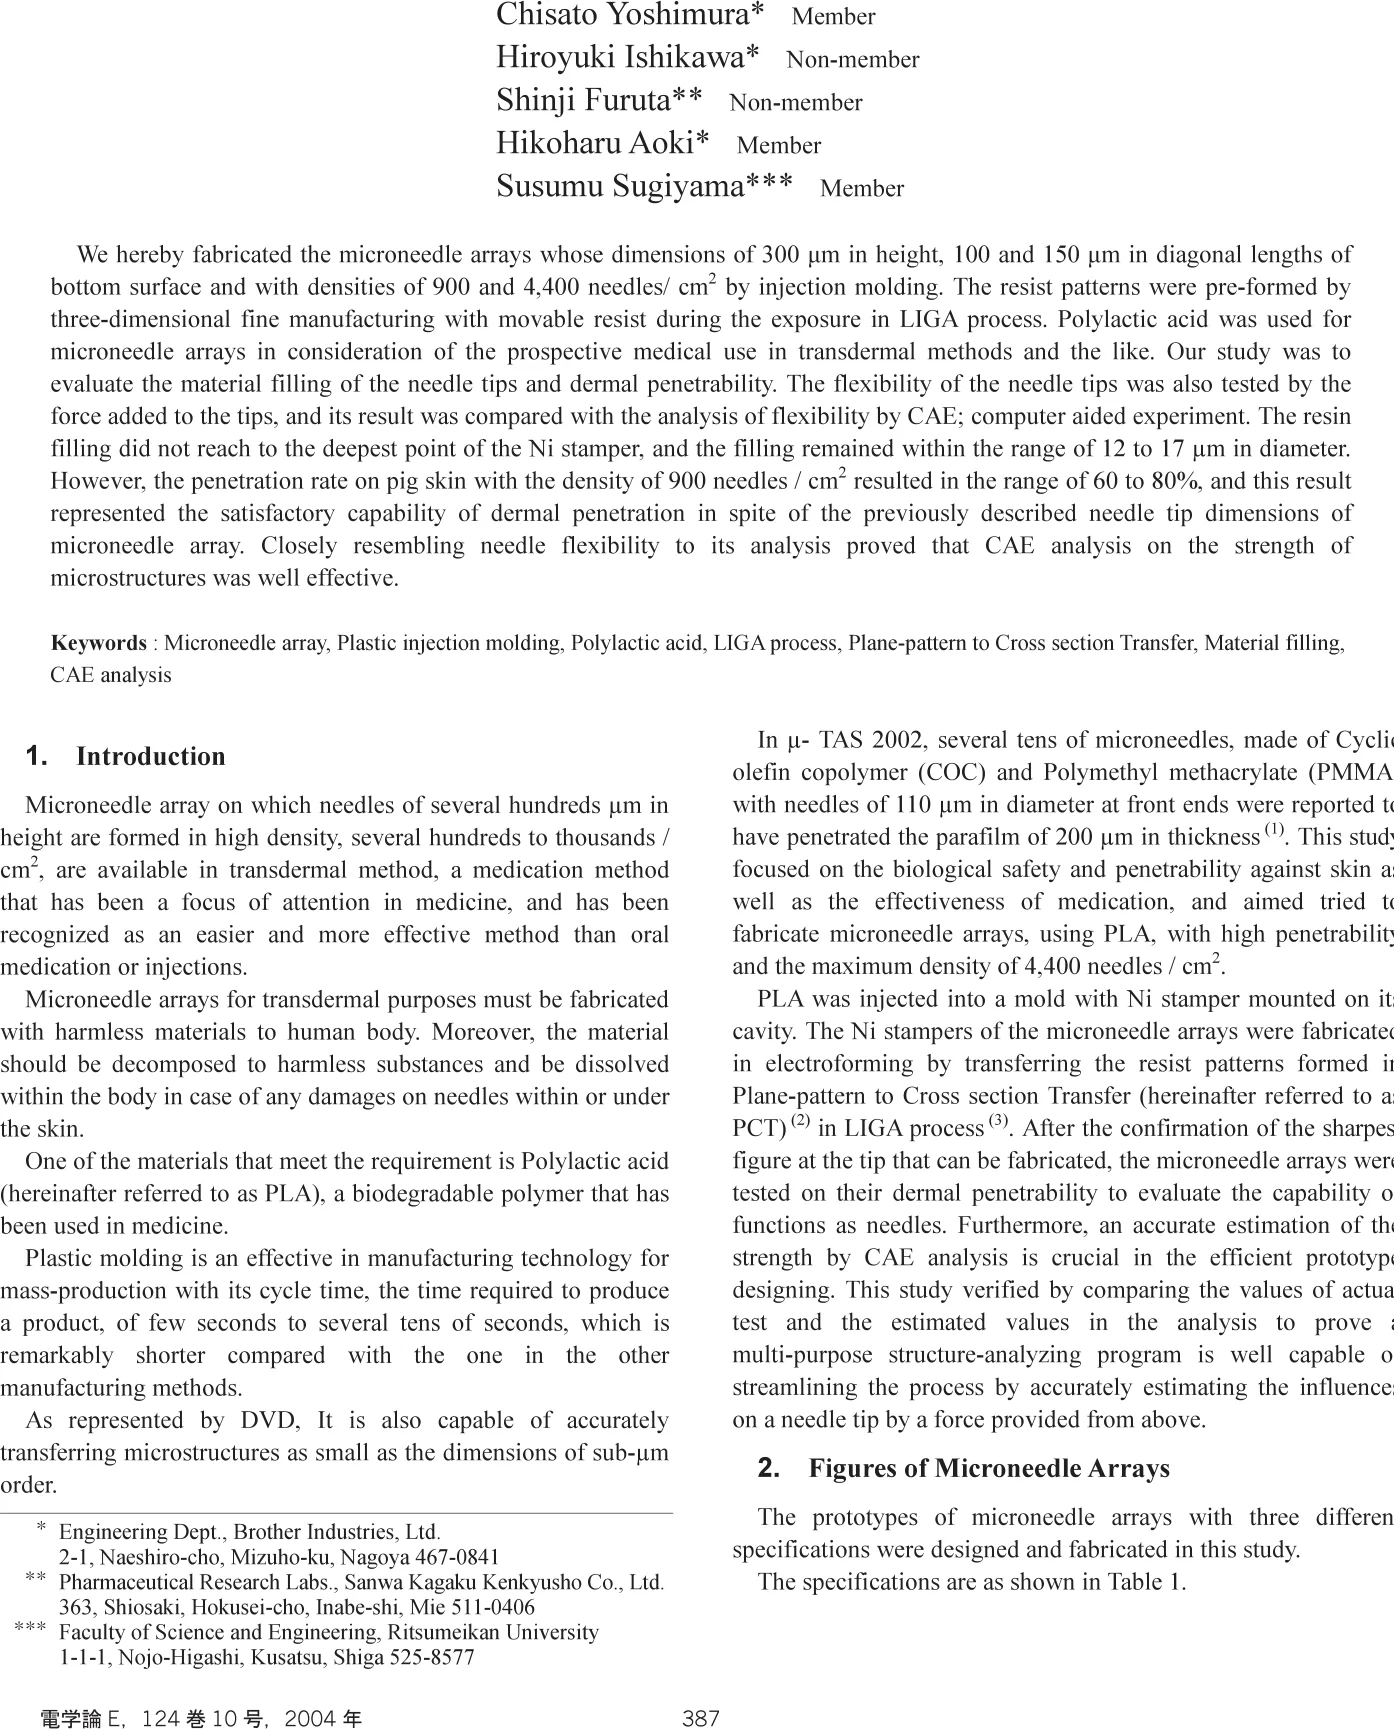 Chisato Yoshimura* Member
Hiroyuki Ishikawa* Non-member
Shinji Furuta** Non-member
Hikoharu Aoki* Member
Susumu Sugiyama*** Member
We hereby fabricated the microneedle arrays whose dimensions of 300 μm in height, 100 and 150 μm in diagonal lengths of
bottom surface and with densities of 900 and 4,400 needles/ cm2 by injection molding. The resist patterns were pre-formed by
three-dimensional fine manufacturing with movable resist during the exposure in LIGA process. Polylactic acid was used for
microneedle arrays in consideration of the prospective medical use in transdermal methods and the like. Our study was to
evaluate the material filling of the needle tips and dermal penetrability. The flexibility of the needle tips was also tested by the
force added to the tips, and its result was compared with the analysis of flexibility by CAE; computer aided experiment. The resin
filling did not reach to the deepest point of the Ni stamper, and the filling remained within the range of 12 to 17 μm in diameter.
However, the penetration rate on pig skin with the density of 900 needles / cm2 resulted in the range of 60 to 80%, and this result
represented the satisfactory capability of dermal penetration in spite of the previously described needle tip dimensions of
microneedle array. Closely resembling needle flexibility to its analysis proved that CAE analysis on the strength of
microstructures was well effective.
Keywords : Microneedle array, Plastic injection molding, Polylactic acid, LIGA process, Plane-pattern to Cross section Transfer, Material filling,
CAE analysis
1. Introduction
Microneedle array on which needles of several hundreds μm in
height are formed in high density, several hundreds to thousands /
cm2, are available in transdermal method, a medication method
that has been a focus of attention in medicine, and has been
recognized as an easier and more effective method than oral
medication or injections.
Microneedle arrays for transdermal purposes must be fabricated
with harmless materials to human body. Moreover, the material
should be decomposed to harmless substances and be dissolved
within the body in case of any damages on needles within or under
the skin.
One of the materials that meet the requirement is Polylactic acid
(hereinafter referred to as PLA), a biodegradable polymer that has
been used in medicine.
Plastic molding is an effective in manufacturing technology for
mass-production with its cycle time, the time required to produce
a product, of few seconds to several tens of seconds, which is
remarkably shorter compared with the one in the other
manufacturing methods.
As represented by DVD, It is also capable of accurately
transferring microstructures as small as the dimensions of sub-μm
order.
* Engineering Dept., Brother Industries, Ltd.
2-1, Naeshiro-cho, Mizuho-ku, Nagoya 467-0841
** Pharmaceutical Research Labs., Sanwa Kagaku Kenkyusho Co., Ltd.
363, Shiosaki, Hokusei-cho, Inabe-shi, Mie 511-0406
*** Faculty of Science and Engineering, Ritsumeikan University
1-1-1, Nojo-Higashi, Kusatsu, Shiga 525-8577
In μ- TAS 2002, several tens of microneedles, made of Cyclic
olefin copolymer (COC) and Polymethyl methacrylate (PMMA)
with needles of 110 μm in diameter at front ends were reported to
have penetrated the parafilm of 200 μm in thickness (1). This study
focused on the biological safety and penetrability against skin as
well as the effectiveness of medication, and aimed tried to
fabricate microneedle arrays, using PLA, with high penetrability
and the maximum density of 4,400 needles / cm2.
PLA was injected into a mold with Ni stamper mounted on its
cavity. The Ni stampers of the microneedle arrays were fabricated
in electroforming by transferring the resist patterns formed in
Plane-pattern to Cross section Transfer (hereinafter referred to as
PCT) (2) in LIGA process (3). After the confirmation of the sharpest
figure at the tip that can be fabricated, the microneedle arrays were
tested on their dermal penetrability to evaluate the capability of
functions as needles. Furthermore, an accurate estimation of the
strength by CAE analysis is crucial in the efficient prototype
designing. This study verified by comparing the values of actual
test and the estimated values in the analysis to prove a
multi-purpose structure-analyzing program is well capable of
streamlining the process by accurately estimating the influences
on a needle tip by a force provided from above.
2. Figures of Microneedle Arrays
The prototypes of microneedle arrays with three different
specifications were designed and fabricated in this study.
The specifications are as shown in Table 1.
電学論 E, 124 巻 10 号, 2004 年
387